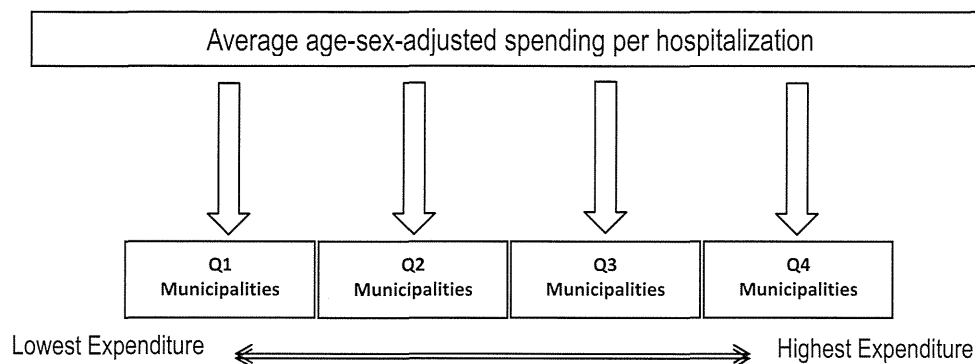 Average age-sex-adjusted spending per hospitalization
Q1
Municipalities
Q2
Municipalities
Q3
Municipalities
Q4
Municipalities
Lowest Expenditure
Highest Expenditure